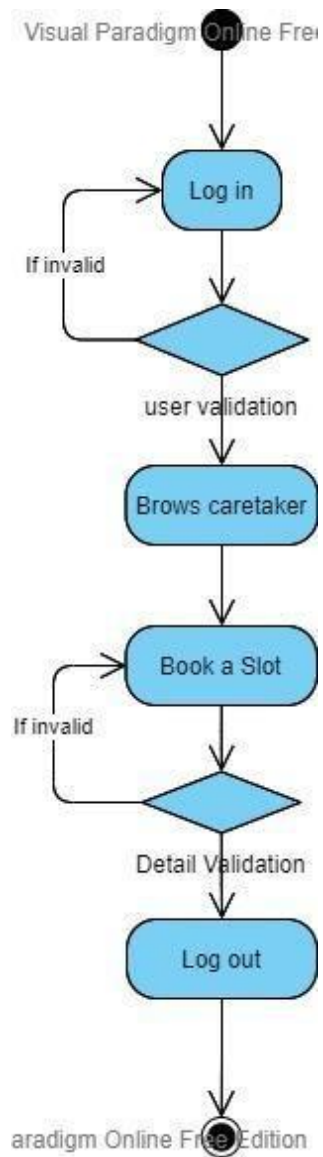 Visual Paradigm Online Free
Log in
If invalid
user validation
Brows caretaker
Book a Slot
If invalid
Detail Validation
Log out
aradigm Online Free Edition